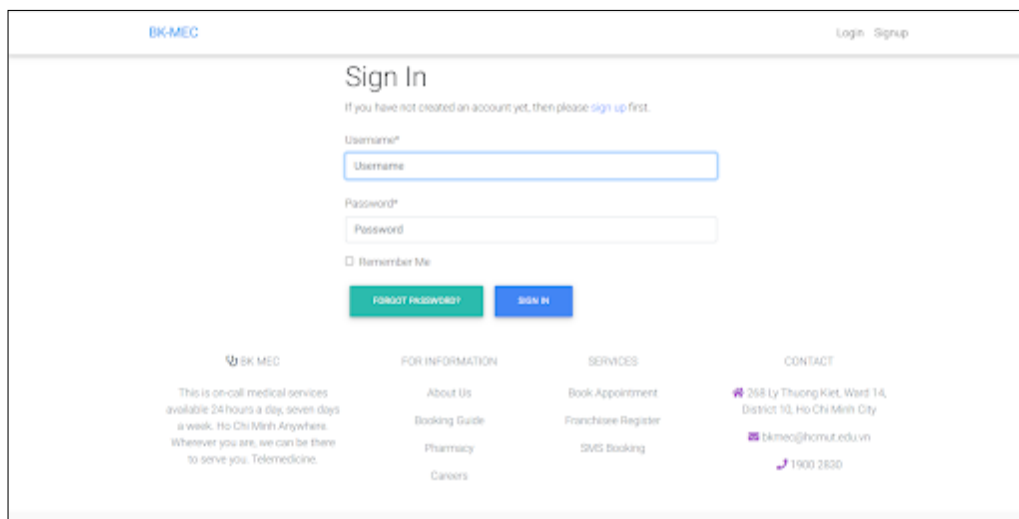 BK-MEC
Login Signup
Sign In
If you have not created an account yet, then please sign up first.
Username*
Username
Password*
Password
Remember Me
FORGOT PASSWORD?
SIGN IN
BK MEC
This is on-call medical services
available 24 hours a day, seven days
a week. Ho Chi Minh Anywhere.
Wherever you are, we can be there
to serve you. Telemedicine.
FOR INFORMATION
About Us
Booking Guide
Pharmacy
Careers
SERVICES
Book Appointment
Franchisee Register
SMS Booking
CONTACT
268 Ly Thuong Kiet, Ward 14,
District 10, Ho Chi Minh City
bkmec@hcmut.edu.vn
1900 2830